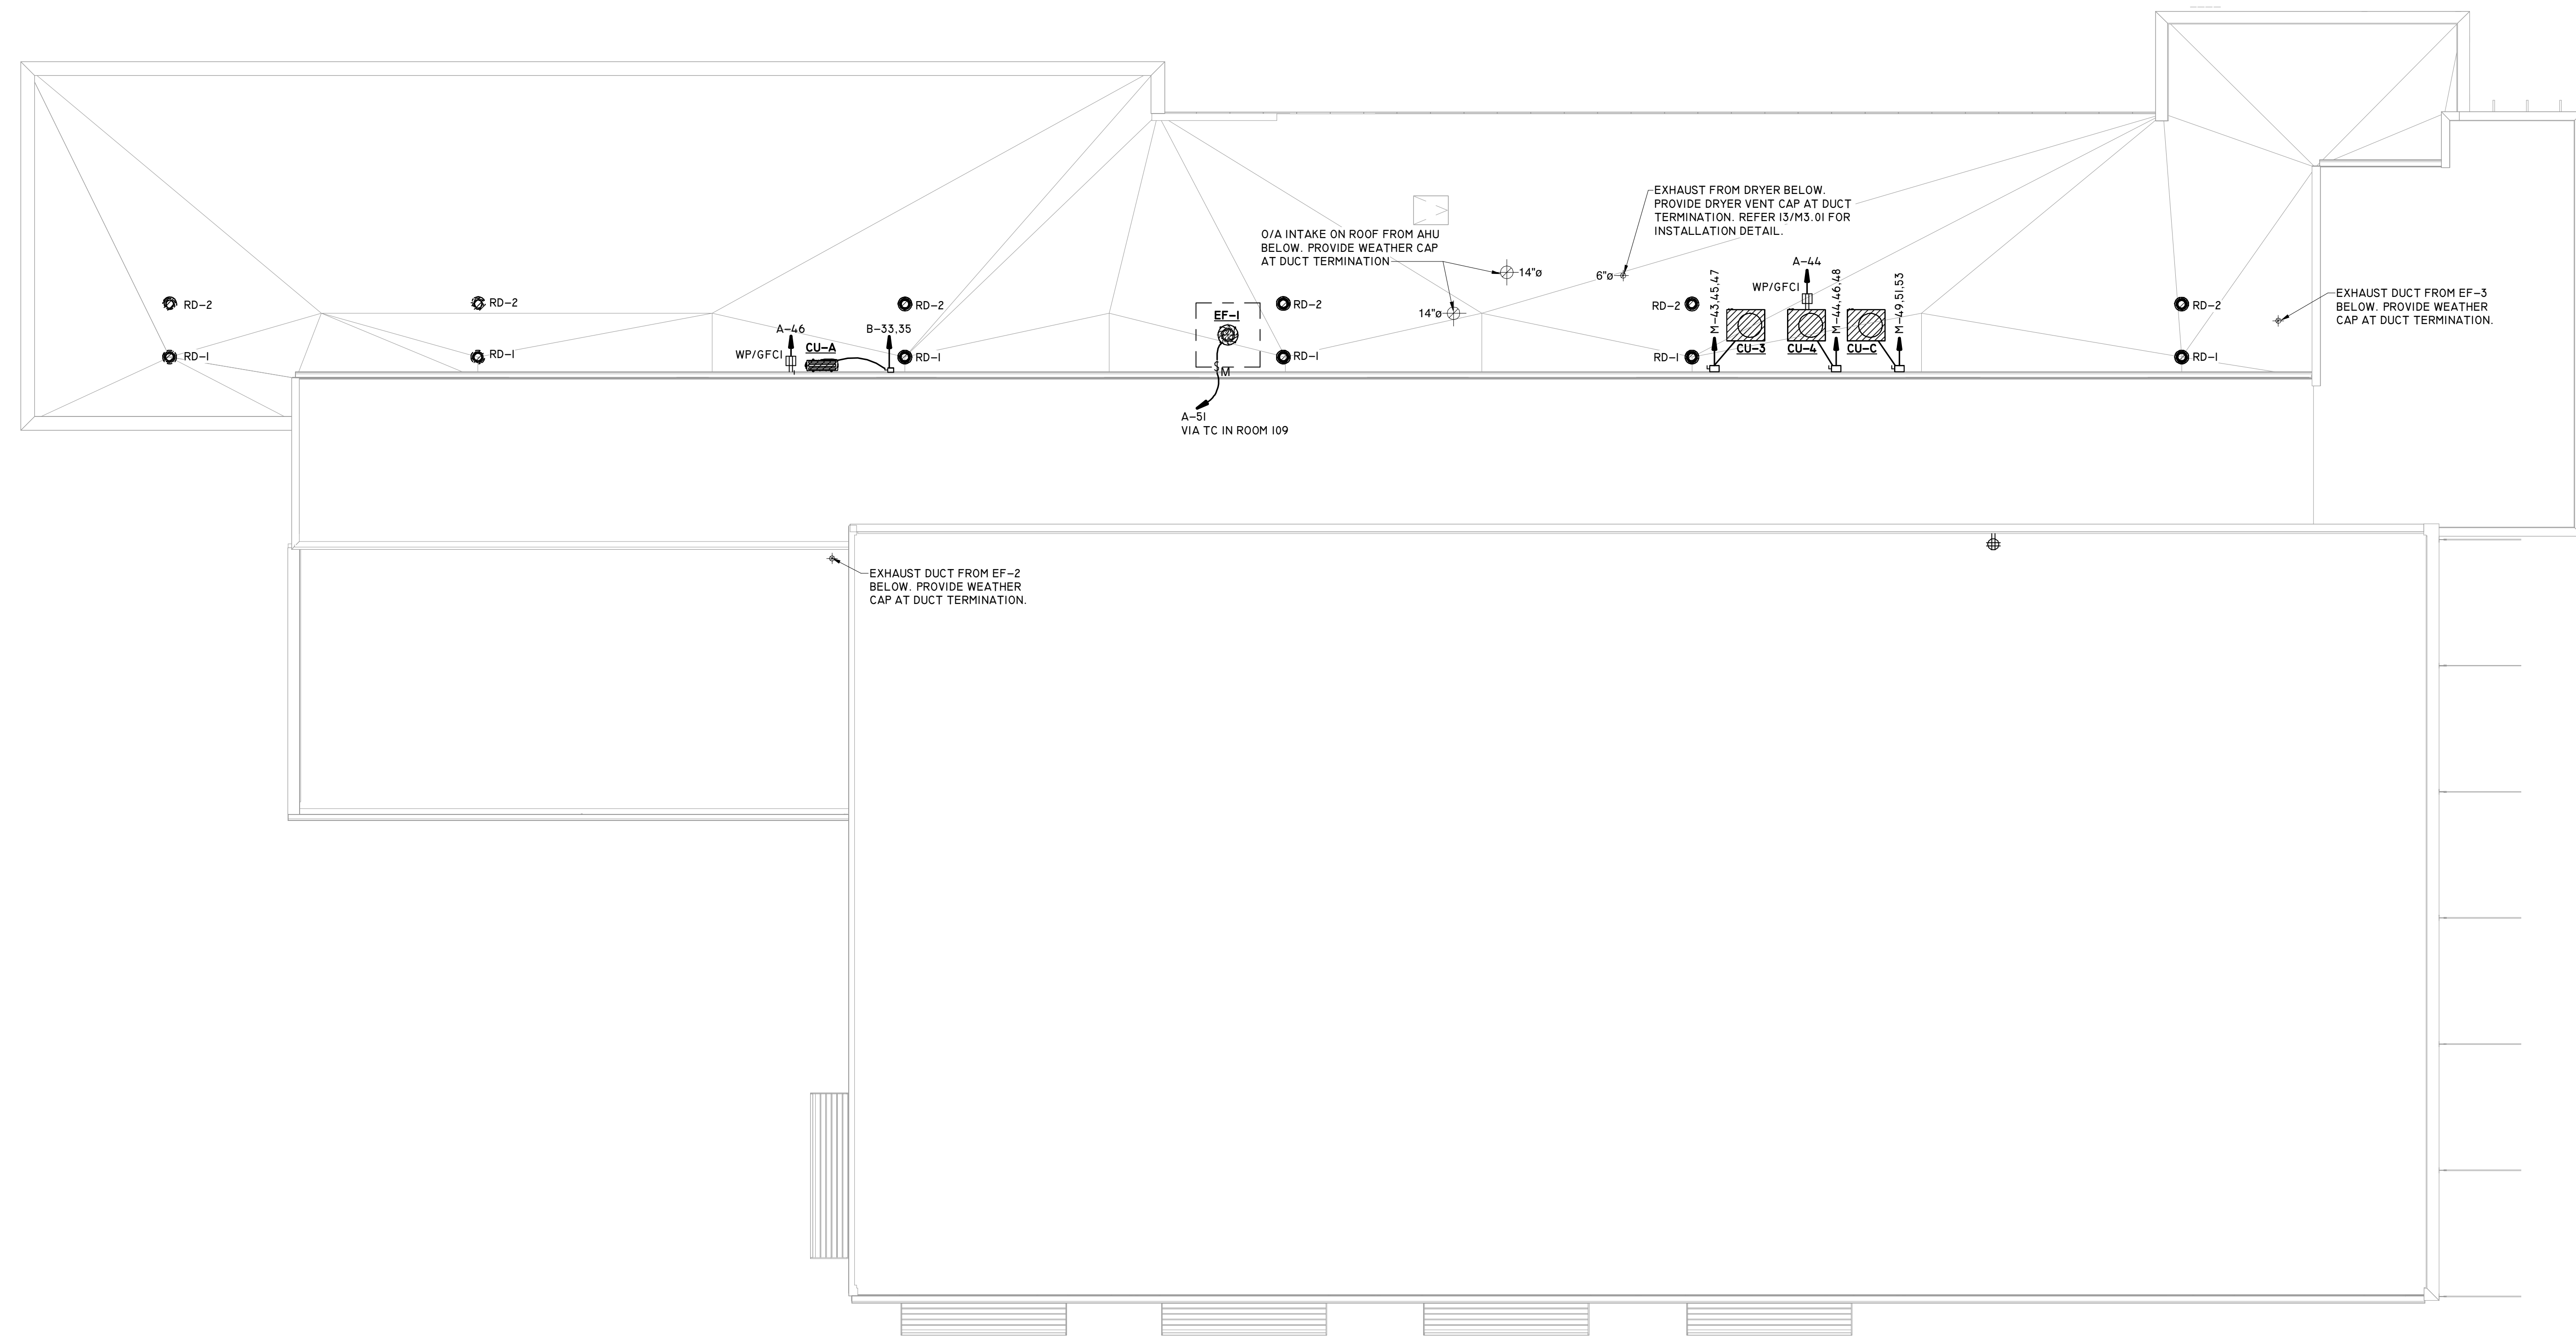 EXHAUST FROM DRYER BELOW.
PROVIDE DRYER VENT CAP AT DUCT
TERMINATION. REFER 13/M3.01 FOR
INSTALLATION DETAIL.
O/A INTAKE ON ROOF FROM AHU
BELOW. PROVIDE WEATHER CAP
AT DUCT TERMINATION
14"ø
6"ø
14"ø
A-44
WP/GFCI
M-43,45,47
M-44,46,48
M-49,51,53
EXHAUST DUCT FROM EF-3
BELOW. PROVIDE WEATHER
CAP AT DUCT TERMINATION.
RD-2
RD-2
RD-2
RD-2
RD-2
RD-2
EF-1
A-46
B-33,35
WP/GFCI
CU-A
CU-3
CU-4
CU-C
RD-1
RD-1
RD-1
RD-1
RD-1
RD-1
S
M
A-51
VIA TC IN ROOM 109
EXHAUST DUCT FROM EF-2
BELOW. PROVIDE WEATHER
CAP AT DUCT TERMINATION.